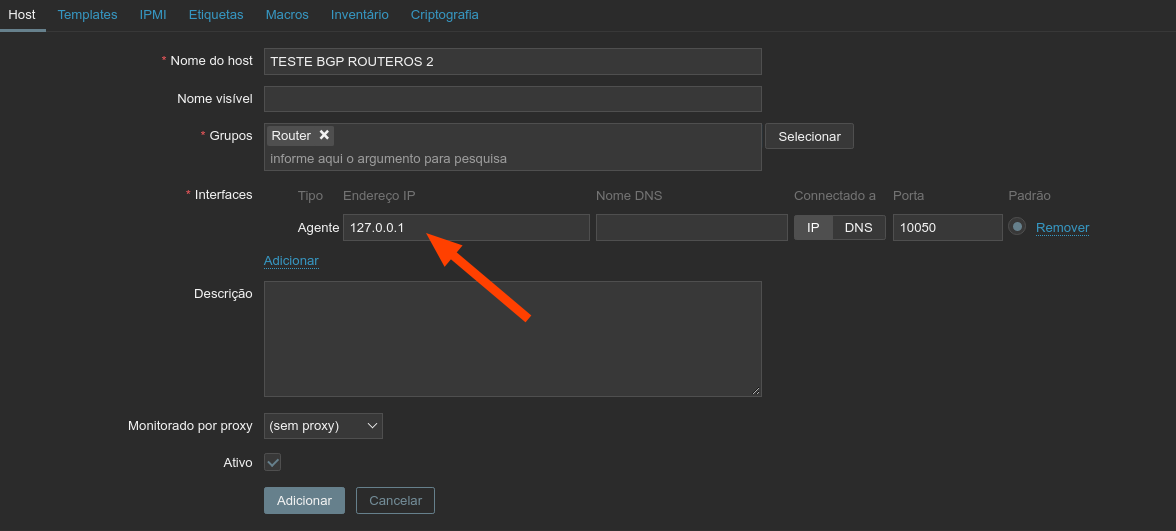 Host Templates IPMI Etiquetas Macros Inventário Criptografia
* Nome do host TESTE BGP ROUTEROS 2
Nome visível
* Grupos Router Selecionar
informe aqui o argumento para pesquisa
* Interfaces Tipo Endereço IP Nome DNS Connectado a Porta Padrão
Agente 127.0.0.1 IP DNS 10050 Remover
Adicionar
Descrição
Monitorado por proxy (sem proxy)
Ativo
Adicionar Cancelar